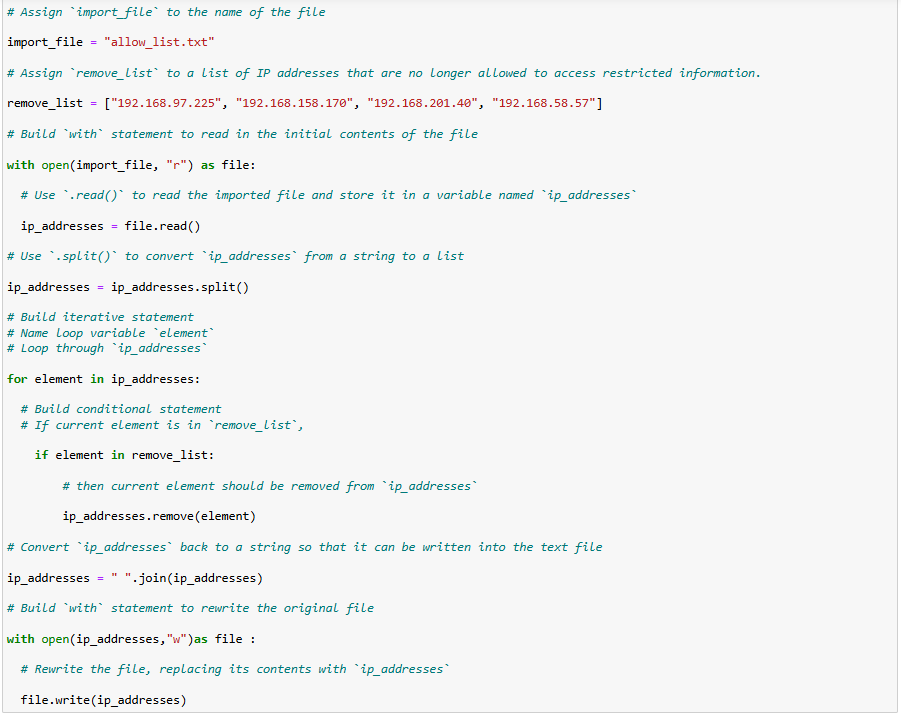 # Assign `import_file` to the name of the file
import_file = "allow_list.txt"
# Assign `remove_list` to a list of IP addresses that are no longer allowed to access restricted information.
remove_list = ["192.168.97.225", "192.168.158.170", "192.168.201.40", "192.168.58.57"]
# Build `with` statement to read in the initial contents of the file
with open(import_file, "r") as file:
# Use `.read()` to read the imported file and store it in a variable named `ip_addresses`
ip_addresses = file.read()
# Use `.split()` to convert `ip_addresses` from a string to a list
ip_addresses = ip_addresses.split()
# Build iterative statement
# Name loop variable `element`
# Loop through `ip_addresses`
for element in ip_addresses:
# Build conditional statement
# If current element is in `remove_list`,
if element in remove_list:
# then current element should be removed from `ip_addresses`
ip_addresses.remove(element)
# Convert `ip_addresses` back to a string so that it can be written into the text file
ip_addresses = " ".join(ip_addresses)
# Build `with` statement to rewrite the original file
with open(ip_addresses,"w")as file :
# Rewrite the file, replacing its contents with `ip_addresses`
file.write(ip_addresses)